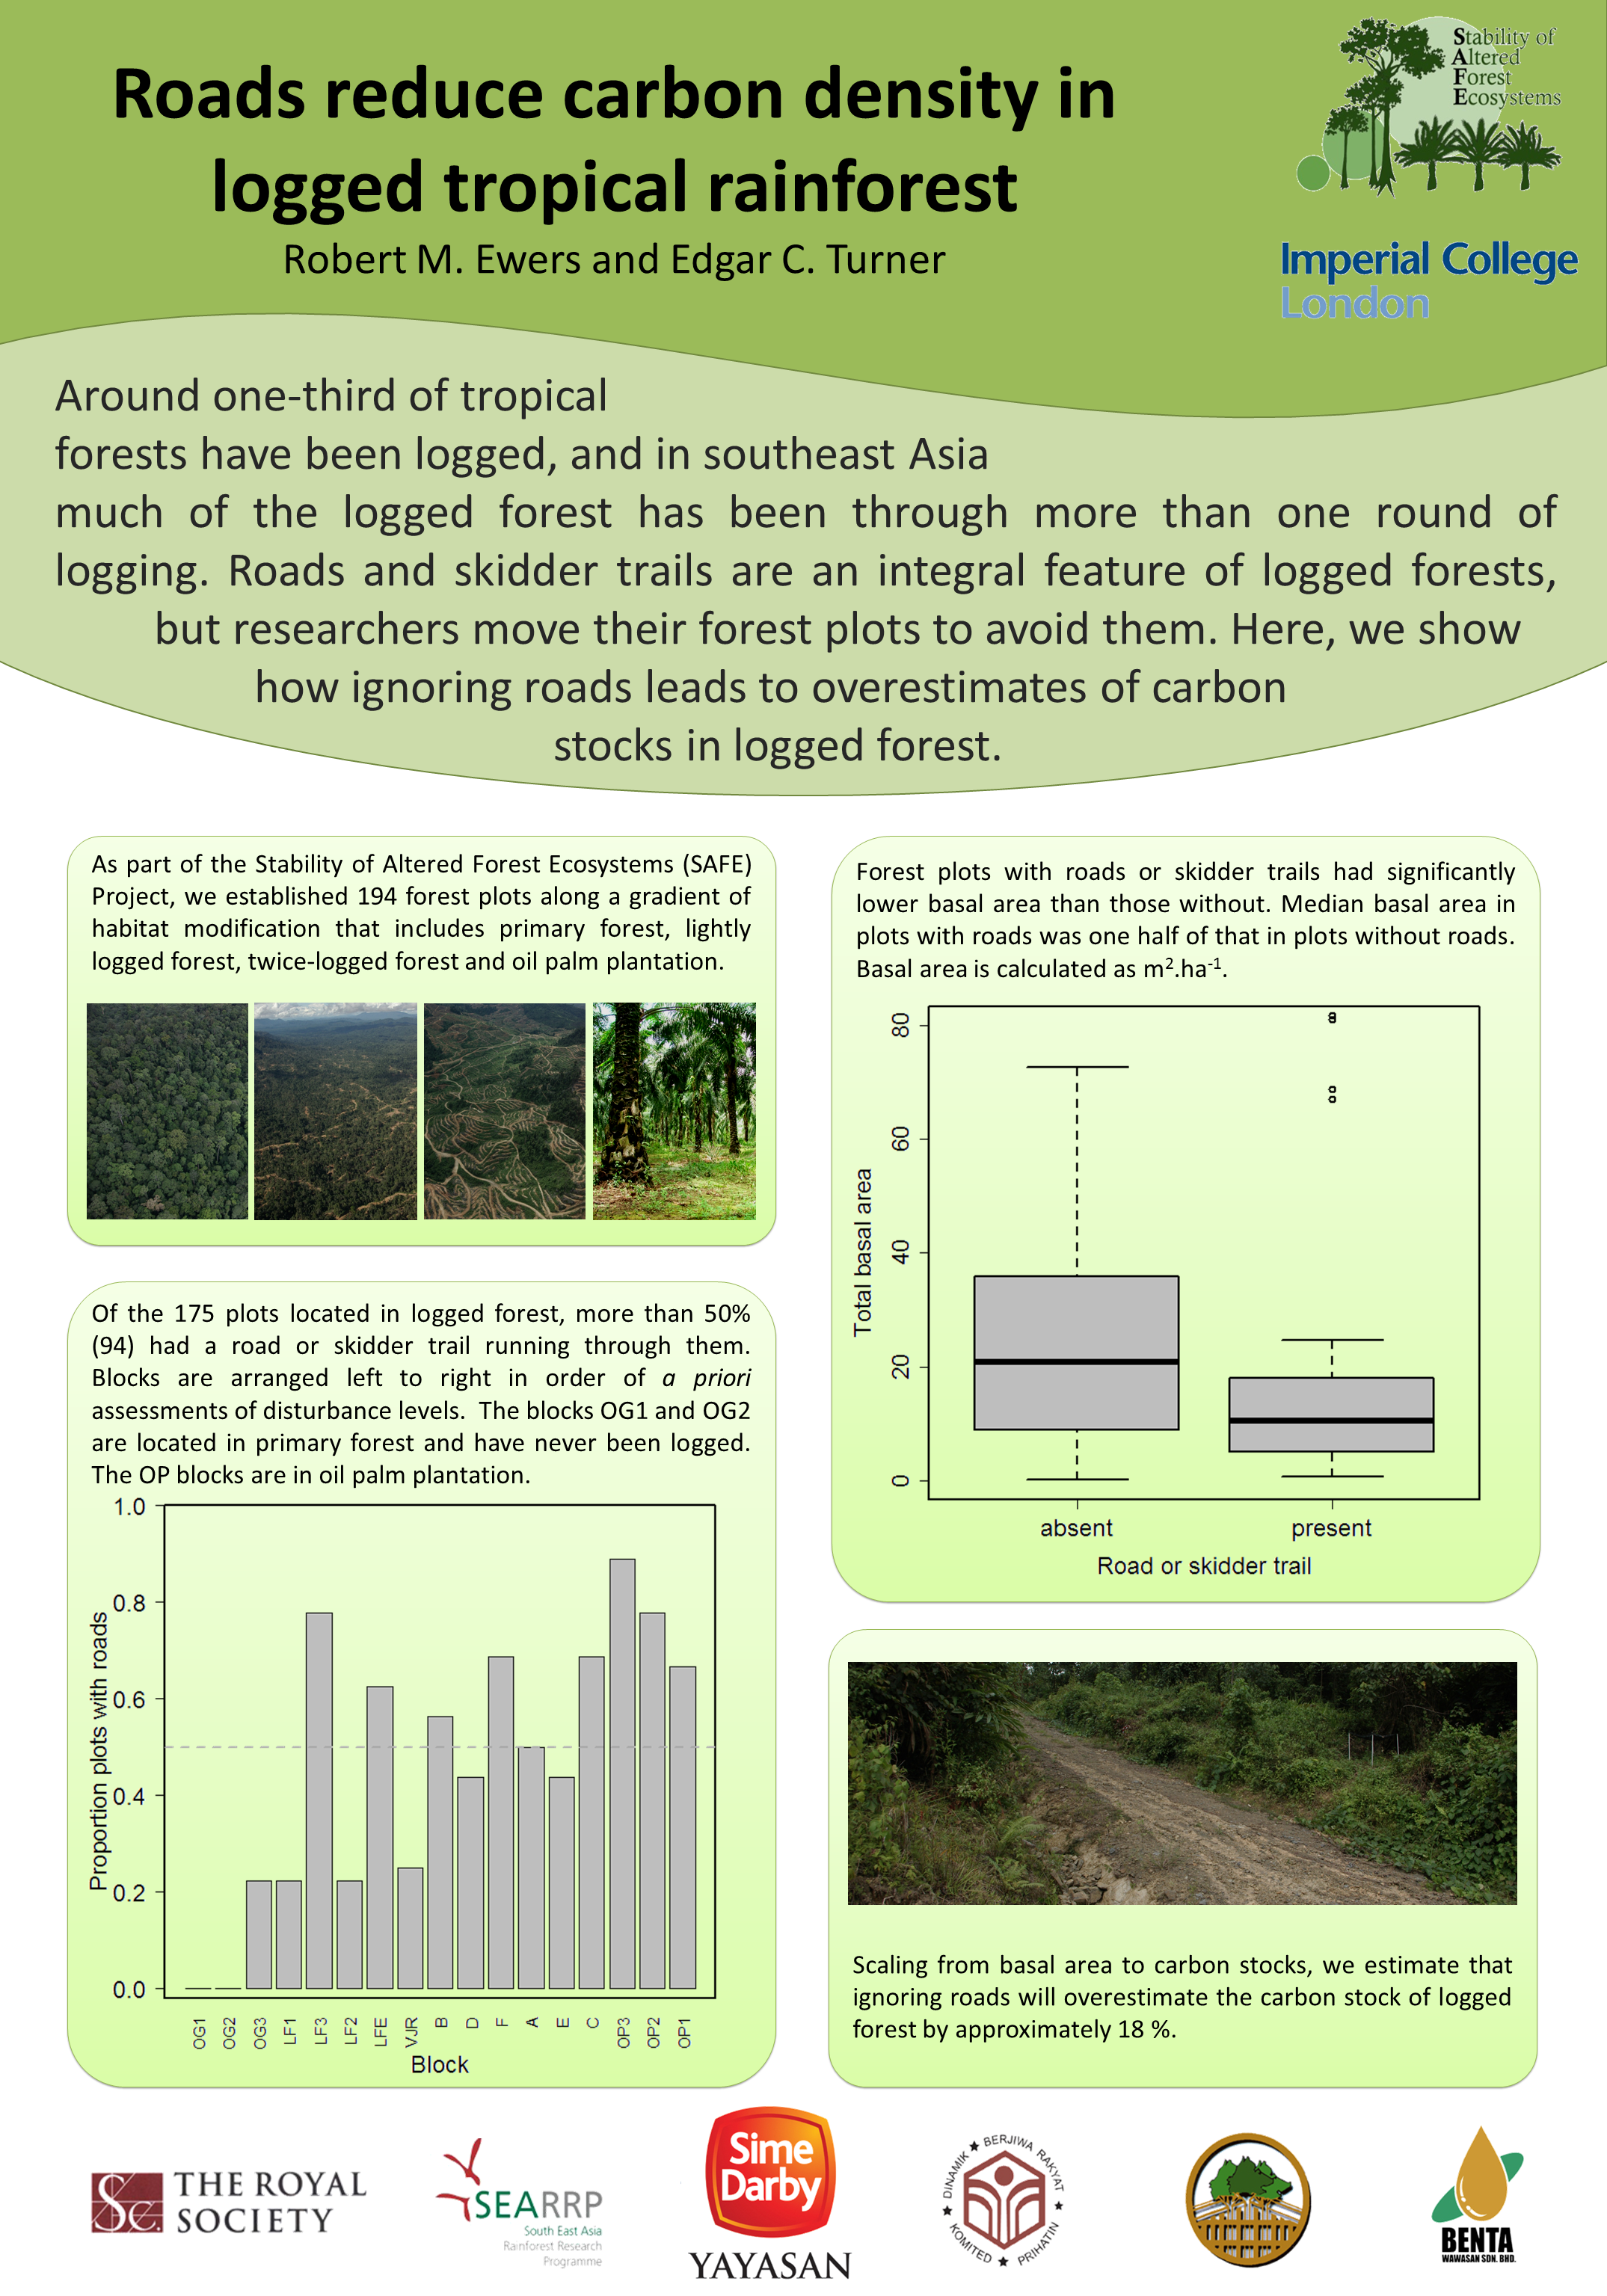 Roads reduce carbon density in
logged tropical rainforest
Robert M. Ewers and Edgar C. Turner
Stability of
Altered
Forest
Ecosystems
Imperial College
London
Around one-third of tropical
forests have been logged, and in southeast Asia
much of the logged forest has been through more than one round of
logging. Roads and skidder trails are an integral feature of logged forests,
but researchers move their forest plots to avoid them. Here, we show
how ignoring roads leads to overestimates of carbon
stocks in logged forest.
As part of the Stability of Altered Forest Ecosystems (SAFE)
Project, we established 194 forest plots along a gradient of
habitat modification that includes primary forest, lightly
logged forest, twice-logged forest and oil palm plantation.
Of the 175 plots located in logged forest, more than 50%
(94) had a road or skidder trail running through them.
Blocks are arranged left to right in order of a priori
assessments of disturbance levels. The blocks OG1 and OG2
are located in primary forest and have never been logged.
The OP blocks are in oil palm plantation.
Proportion plots with roads
1.0
0.8
0.6
0.4
0.2
0.0
OG1 OG2 OG3 LF1 LF3 LF2 LFE VJR B D F A E C OP3 OP2 OP1
Block
Forest plots with roads or skidder trails had significantly
lower basal area than those without. Median basal area in
plots with roads was one half of that in plots without roads.
Basal area is calculated as m².ha⁻¹.
Total basal area
80
60
40
20
0
absent present
Road or skidder trail
Scaling from basal area to carbon stocks, we estimate that
ignoring roads will overestimate the carbon stock of logged
forest by approximately 18 %.
THE ROYAL
SOCIETY
SEARRP
South East Asia
Rainforest Research
Programme
Sime
Darby
YAYASAN
DINAMIK ★ BERJIWA RAKYAT
★ KOMITED ★ PRIHATIN ★
BENTA
WAWASAN SDN. BHD.